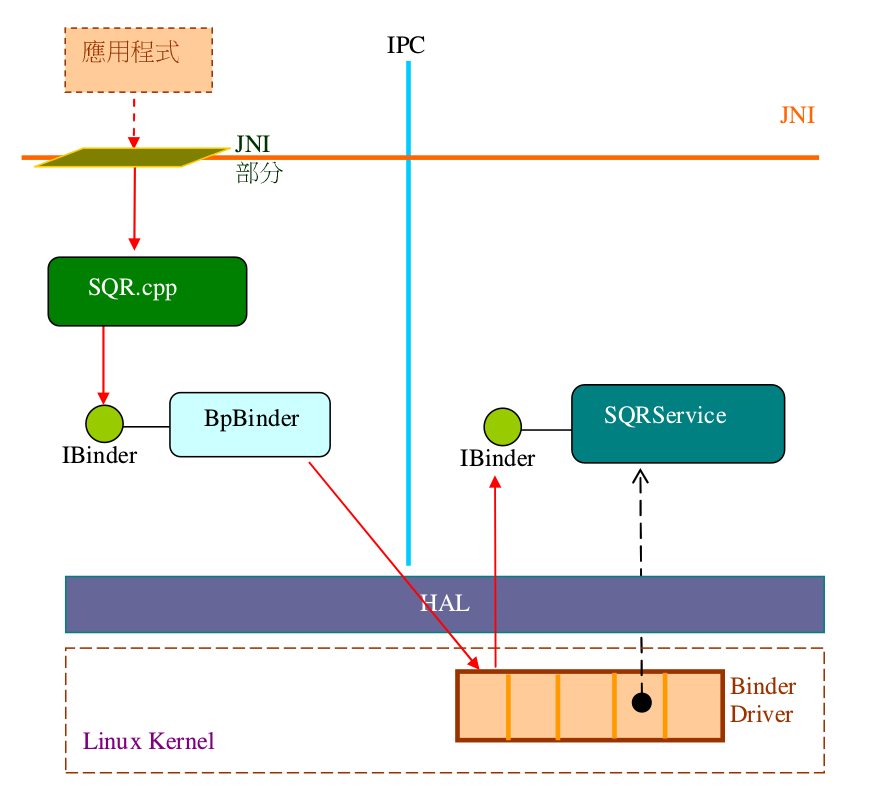 應用程式
IPC
JNI
JNI
部分
SQR.cpp
BpBinder
SQRService
IBinder
IBinder
HAL
Binder
Driver
Linux Kernel